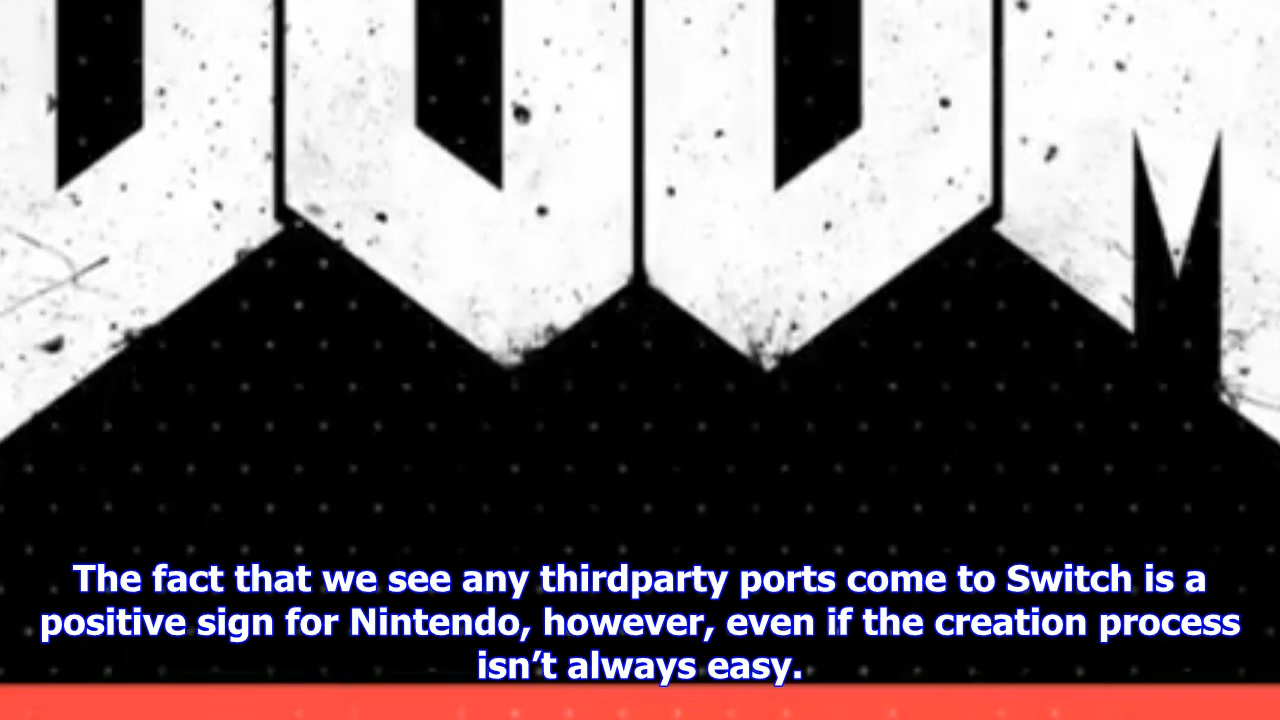 DOOM
The fact that we see any thirdparty ports come to Switch is a
positive sign for Nintendo, however, even if the creation process
isn’t always easy.